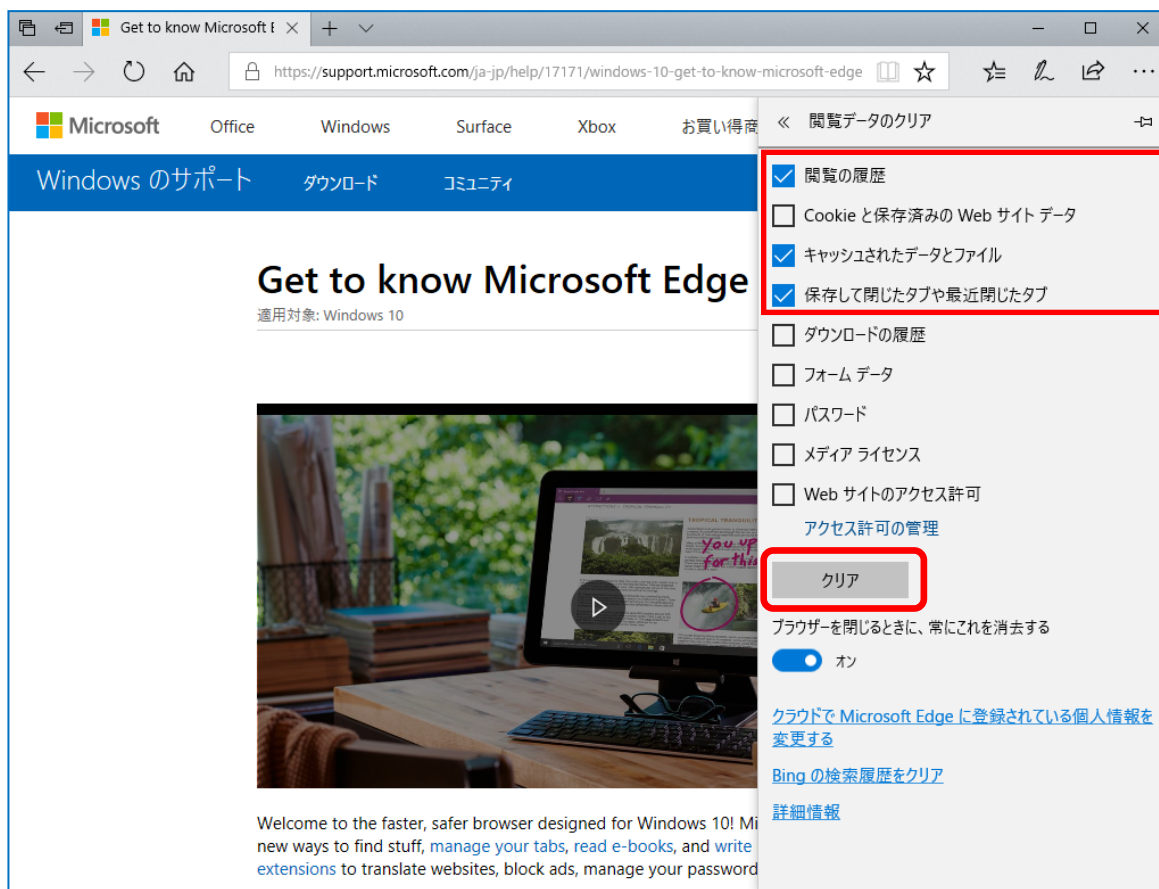 Get to know Microsoft E
https://support.microsoft.com/ja-jp/help/17171/windows-10-get-to-know-microsoft-edge
Microsoft Office Windows Surface Xbox お買い得商
Windows のサポート ダウンロード コミュニティ
Get to know Microsoft Edge
適用対象: Windows 10
TROPICAL TRANQUILITY
you up
for this
Welcome to the faster, safer browser designed for Windows 10! Mi
new ways to find stuff, manage your tabs, read e-books, and write
extensions to translate websites, block ads, manage your password
閲覧データのクリア
閲覧の履歴
Cookie と保存済みの Web サイト データ
キャッシュされたデータとファイル
保存して閉じたタブや最近閉じたタブ
ダウンロードの履歴
フォーム データ
パスワード
メディア ライセンス
Web サイトのアクセス許可
アクセス許可の管理
クリア
ブラウザーを閉じるときに、常にこれを消去する
オン
クラウドで Microsoft Edge に登録されている個人情報を
変更する
Bing の検索履歴をクリア
詳細情報